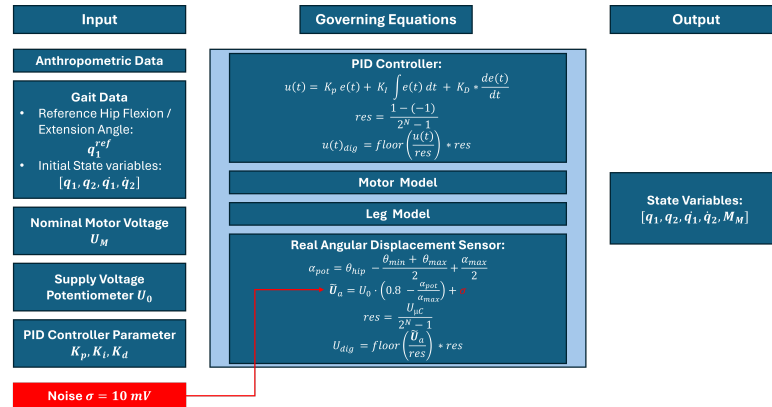 Input
Anthropometric Data
Gait Data
• Reference Hip Flexion /
Extension Angle:
q₁^ref
• Initial State variables:
[q₁, q₂, q̇₁, q̇₂]
Nominal Motor Voltage
U_M
Supply Voltage
Potentiometer U₀
PID Controller Parameter
K_p, K_i, K_d
Noise σ = 10 mV
Governing Equations
PID Controller:
u(t) = K_p e(t) + K_I ∫ e(t) dt + K_D * de(t)/dt
res = (1 − (−1))/(2^N − 1)
u(t)_dig = floor(u(t)/res) * res
Motor Model
Leg Model
Real Angular Displacement Sensor:
α_pot = θ_hip − (θ_min + θ_max)/2 + α_max/2
Ũ_a = U₀ · (0.8 − α_pot/α_max) + σ
res = U_μC/(2^N − 1)
U_dig = floor(Ũ_a/res) * res
Output
State Variables:
[q₁, q₂, q̇₁, q̇₂, M_M]